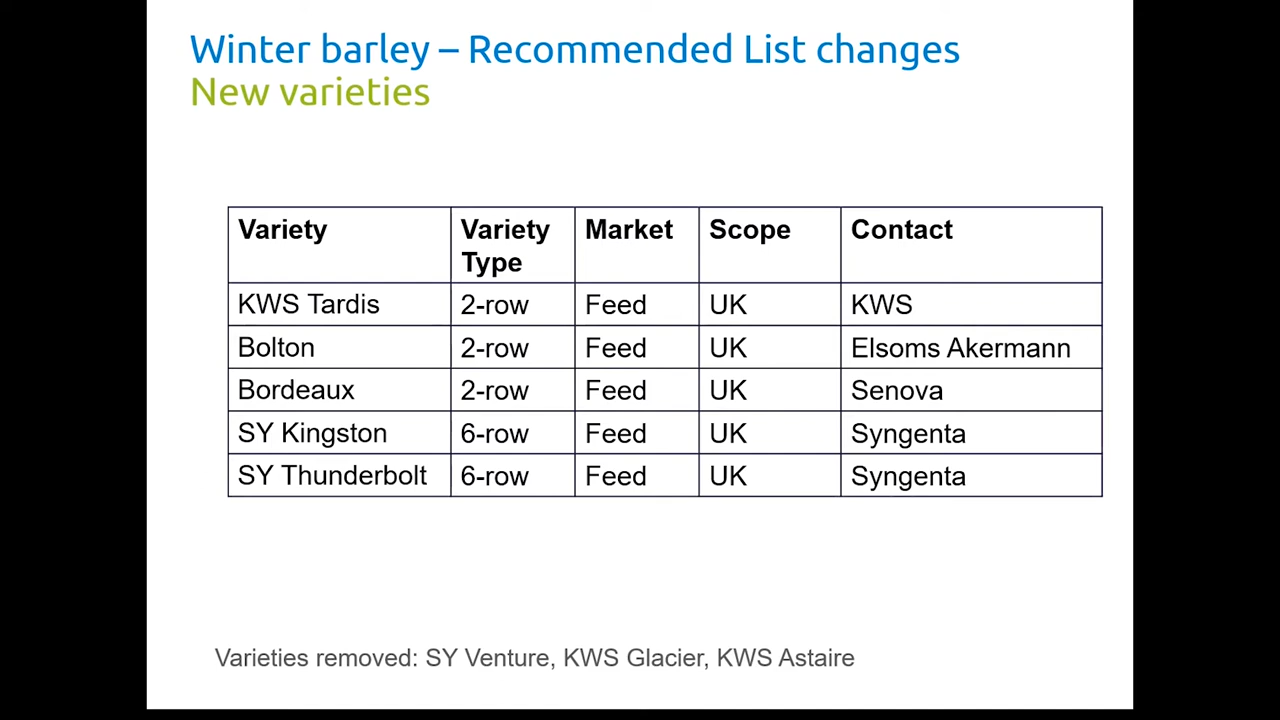 Winter barley – Recommended List changes
New varieties
Variety Variety Type Market Scope Contact
KWS Tardis 2-row Feed UK KWS
Bolton 2-row Feed UK Elsoms Akermann
Bordeaux 2-row Feed UK Senova
SY Kingston 6-row Feed UK Syngenta
SY Thunderbolt 6-row Feed UK Syngenta
Varieties removed: SY Venture, KWS Glacier, KWS Astaire